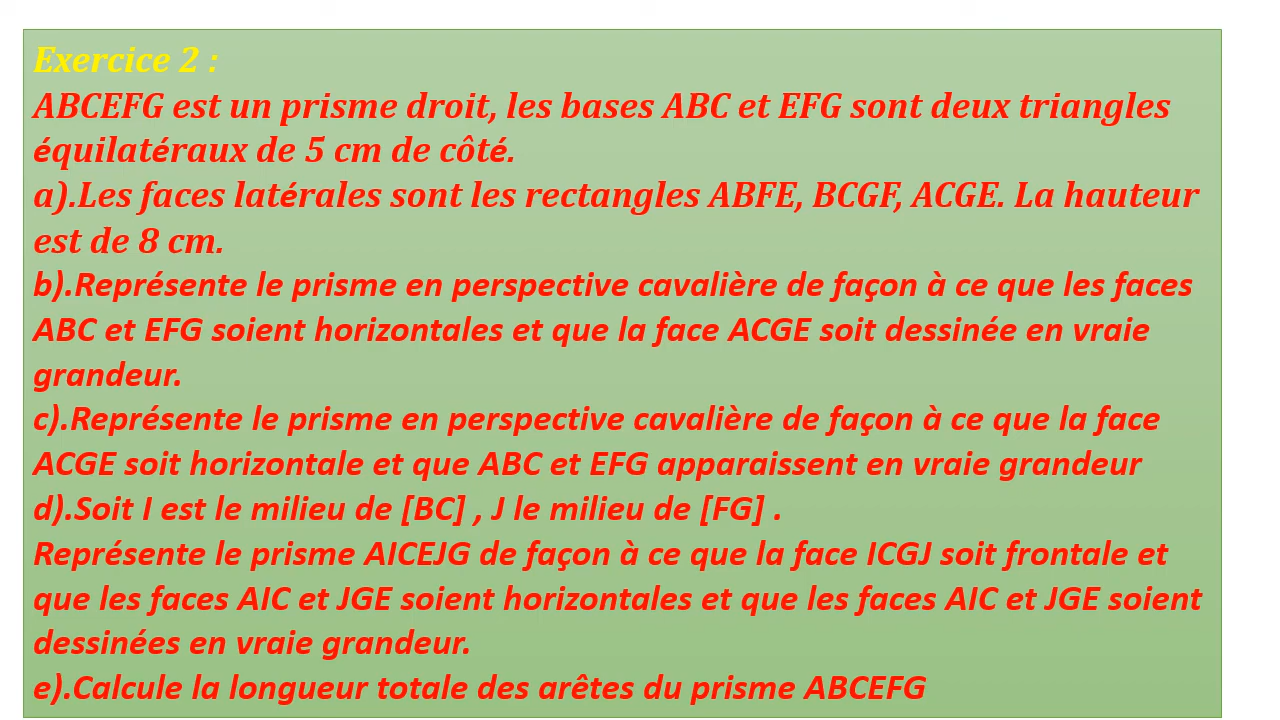 Exercice 2 :
ABCEFG est un prisme droit, les bases ABC et EFG sont deux triangles
équilatéraux de 5 cm de côté.
a).Les faces latérales sont les rectangles ABFE, BCGF, ACGE. La hauteur
est de 8 cm.
b).Représente le prisme en perspective cavalière de façon à ce que les faces
ABC et EFG soient horizontales et que la face ACGE soit dessinée en vraie
grandeur.
c).Représente le prisme en perspective cavalière de façon à ce que la face
ACGE soit horizontale et que ABC et EFG apparaissent en vraie grandeur
d).Soit I est le milieu de [BC] , J le milieu de [FG] .
Représente le prisme AICEJG de façon à ce que la face ICGJ soit frontale et
que les faces AIC et JGE soient horizontales et que les faces AIC et JGE soient
dessinées en vraie grandeur.
e).Calcule la longueur totale des arêtes du prisme ABCEFG